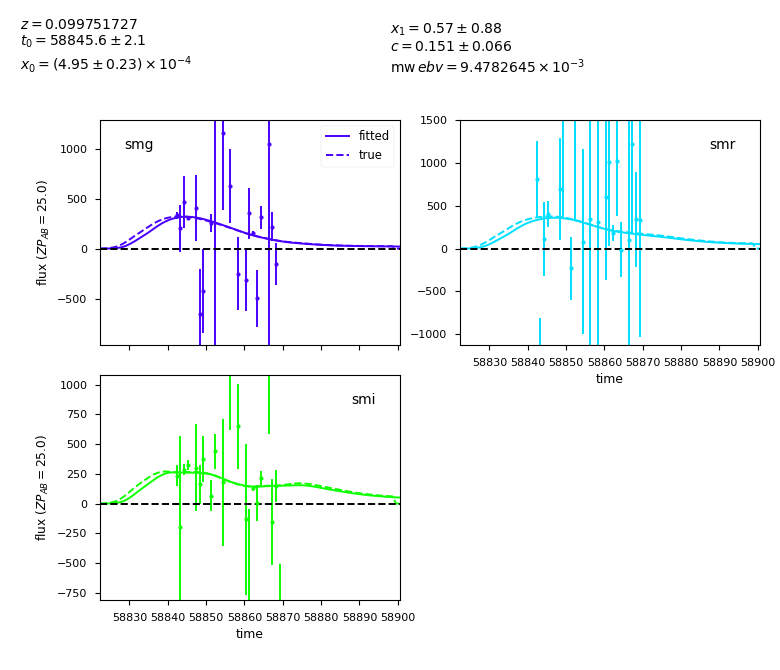 z = 0.099751727
t₀ = 58845.6 ± 2.1
x₀ = (4.95 ± 0.23) × 10⁻⁴
x₁ = 0.57 ± 0.88
c = 0.151 ± 0.066
mw ebv = 9.4782645 × 10⁻³
smg
fitted
true
1000
500
0
−500
flux (ZP_AB = 25.0)
smr
1500
1000
500
0
−500
−1000
58830 58840 58850 58860 58870 58880 58890 58900
time
smi
1000
750
500
250
0
−250
−500
−750
flux (ZP_AB = 25.0)
58830 58840 58850 58860 58870 58880 58890 58900
time